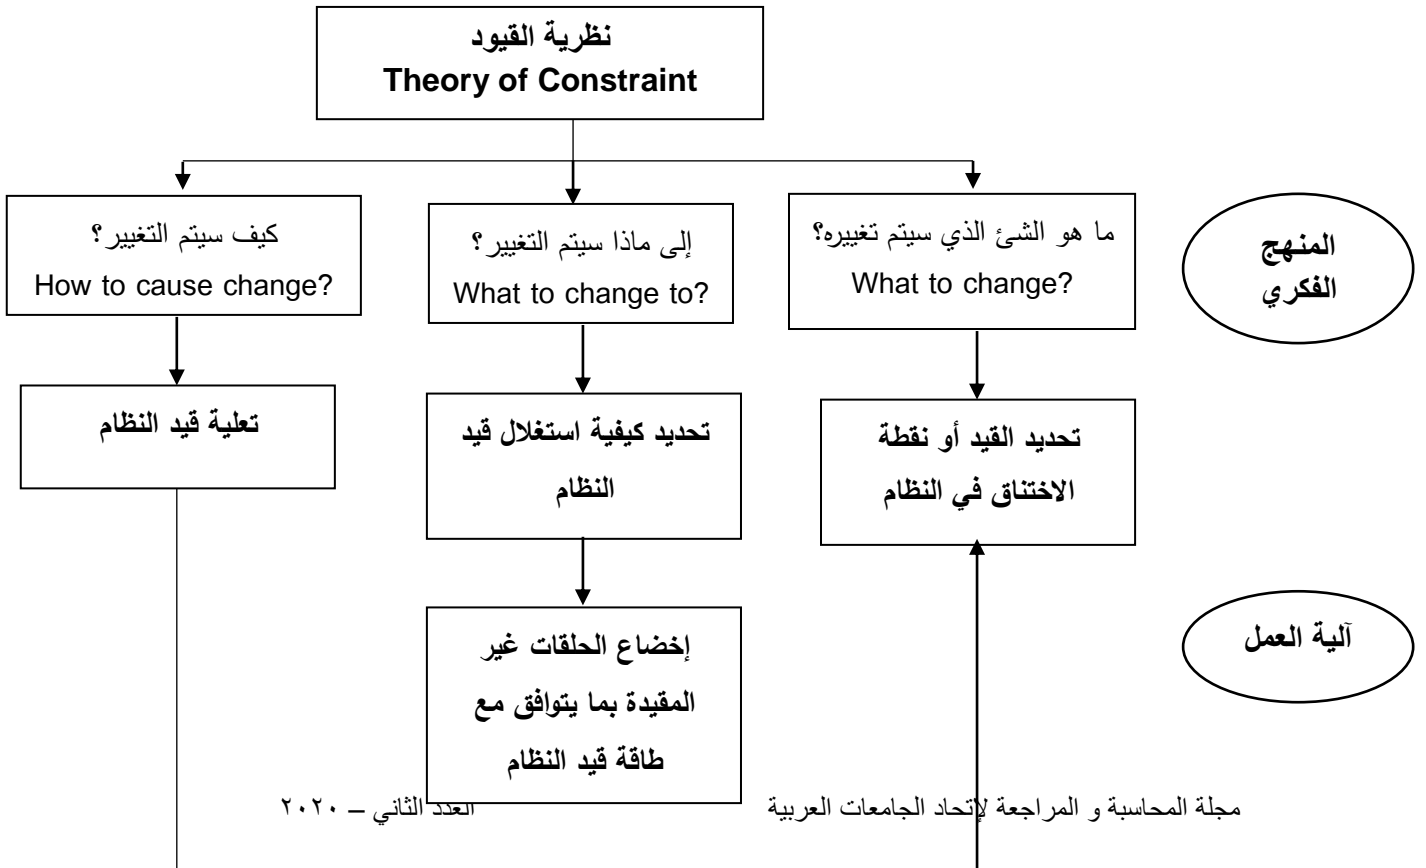 نظرية القيود
Theory of Constraint
ما هو الشئ الذي سيتم تغييره؟
What to change?
إلى ماذا سيتم التغيير؟
What to change to?
كيف سيتم التغيير؟
How to cause change?
المنهج
الفكري
تحديد القيد أو نقطة
الاختناق في النظام
تحديد كيفية استغلال قيد
النظام
تعلية قيد النظام
إخضاع الحلقات غير
المقيدة بما يتوافق مع
طاقة قيد النظام
آلية العمل
مجلة المحاسبة و المراجعة لإتحاد الجامعات العربية
العدد الثاني – ٢٠٢٠